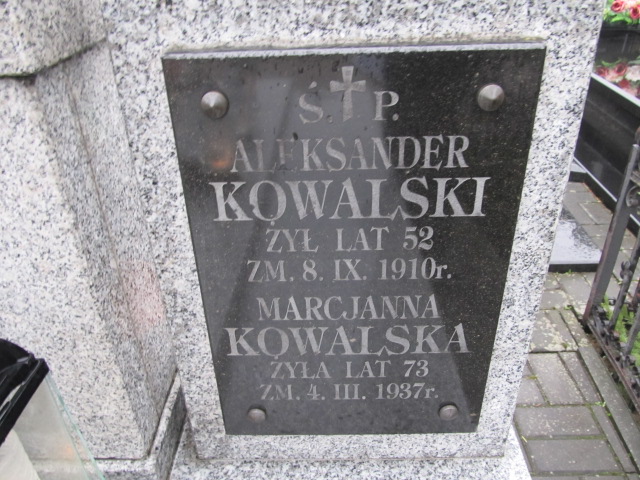 Ś. P.
ALEKSANDER
KOWALSKI
ŻYŁ LAT 52
ZM. 8. IX. 1910r.
MARCJANNA
KOWALSKA
ŻYŁA LAT 73
ZM. 4. III. 1937r.